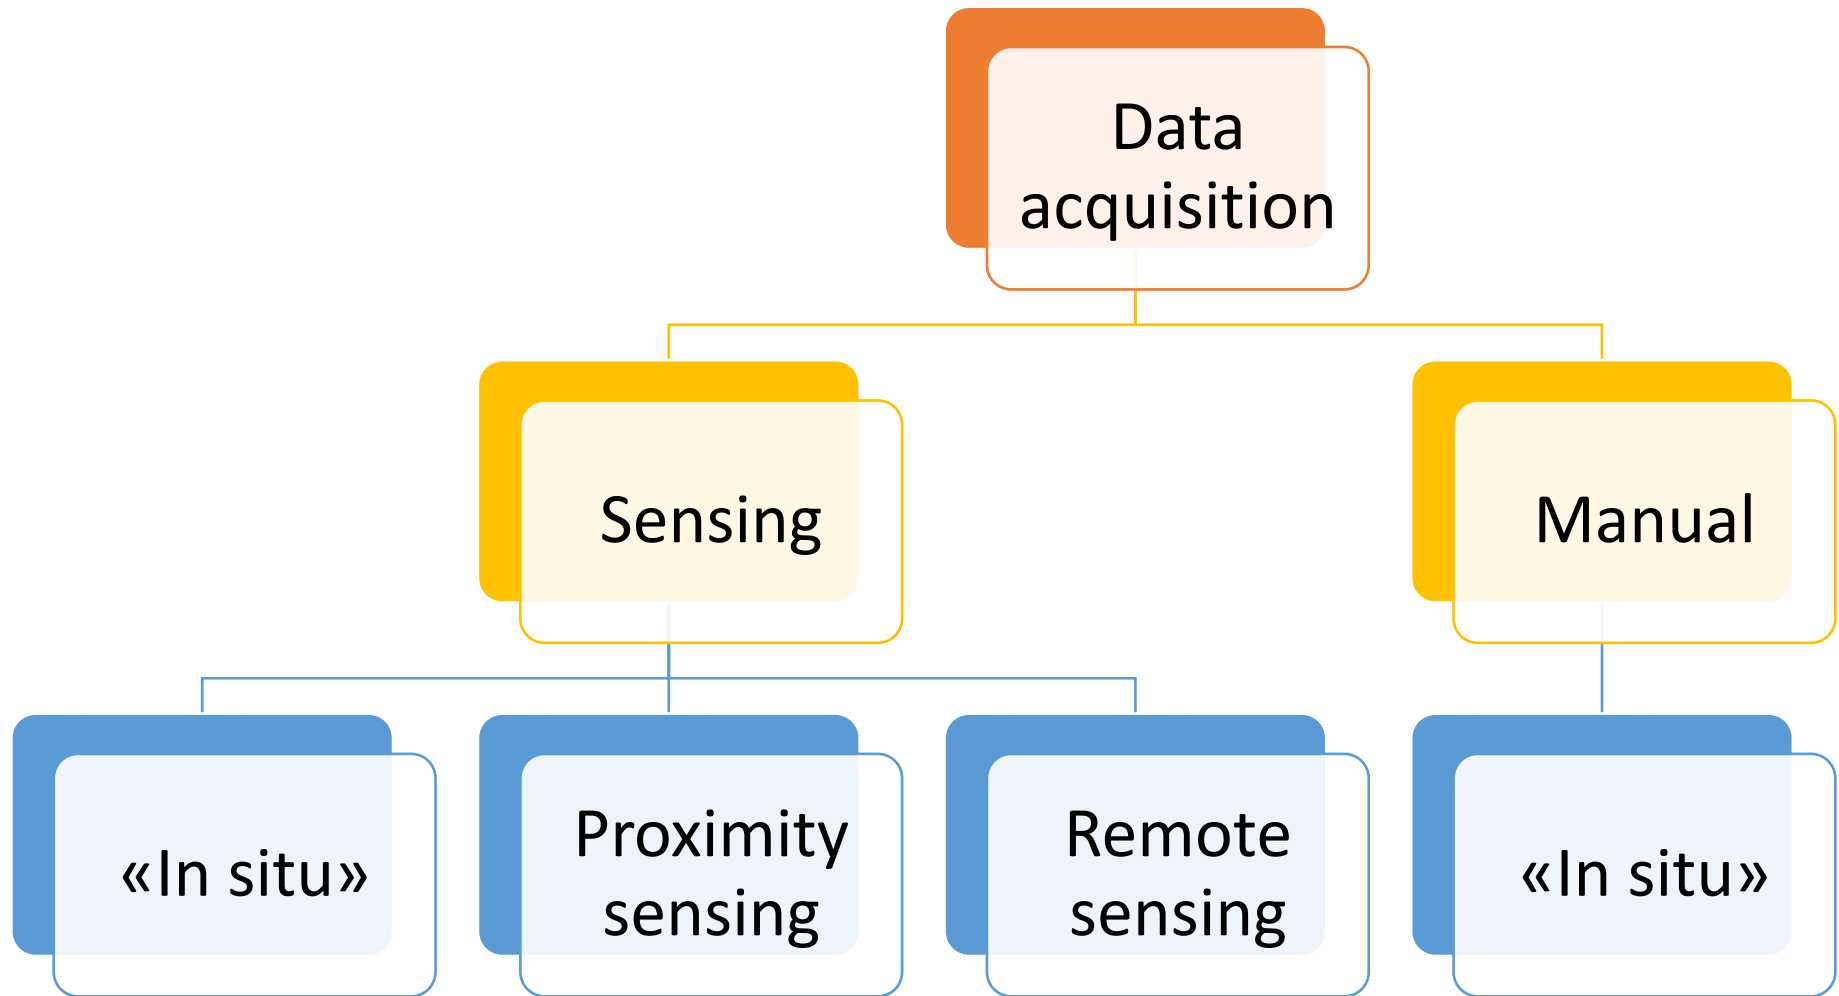 Data
acquisition
Sensing
Manual
«In situ»
Proximity
sensing
Remote
sensing
«In situ»